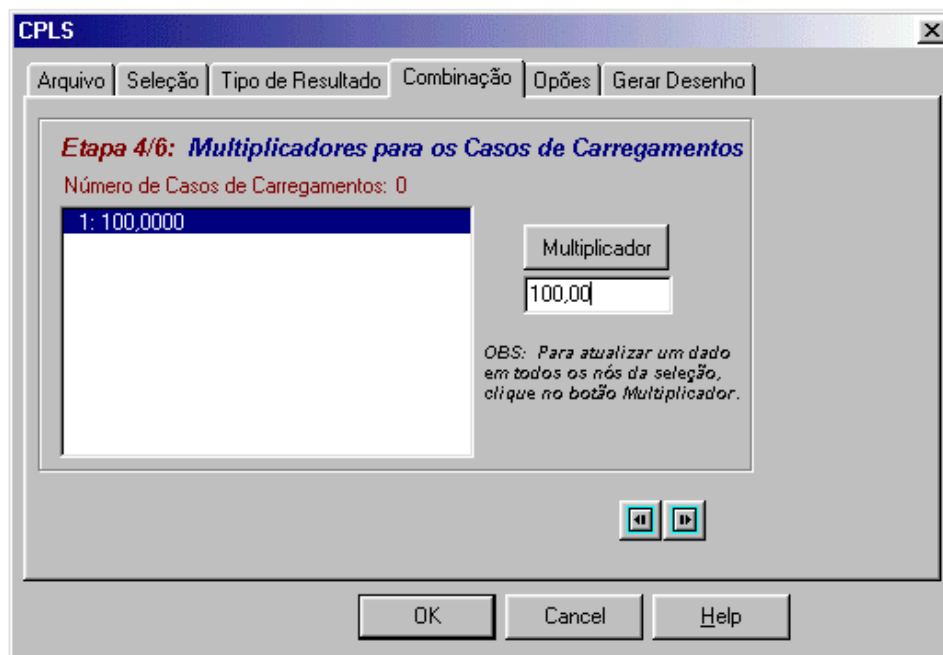 CPLS
Arquivo Seleção Tipo de Resultado Combinação Opões Gerar Desenho
Etapa 4/6: Multiplicadores para os Casos de Carregamentos
Número de Casos de Carregamentos: 0
1: 100,0000
Multiplicador
100,00
OBS: Para atualizar um dado
em todos os nós da seleção,
clique no botão Multiplicador.
OK Cancel Help